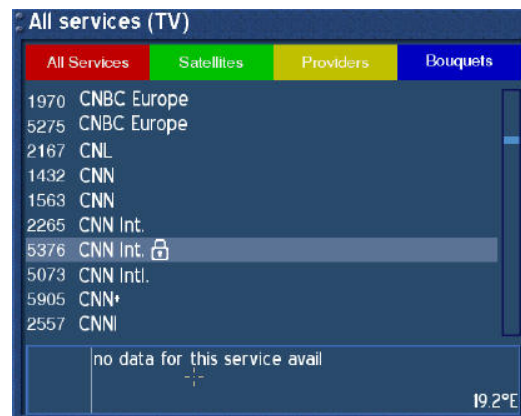 All services (TV)
All Services Satellites Providers Bouquets
1970 CNBC Europe
5275 CNBC Europe
2167 CNL
1432 CNN
1563 CNN
2265 CNN Int.
5376 CNN Int.
5073 CNN Intl.
5905 CNN+
2557 CNNI
no data for this service avail
19.2°E